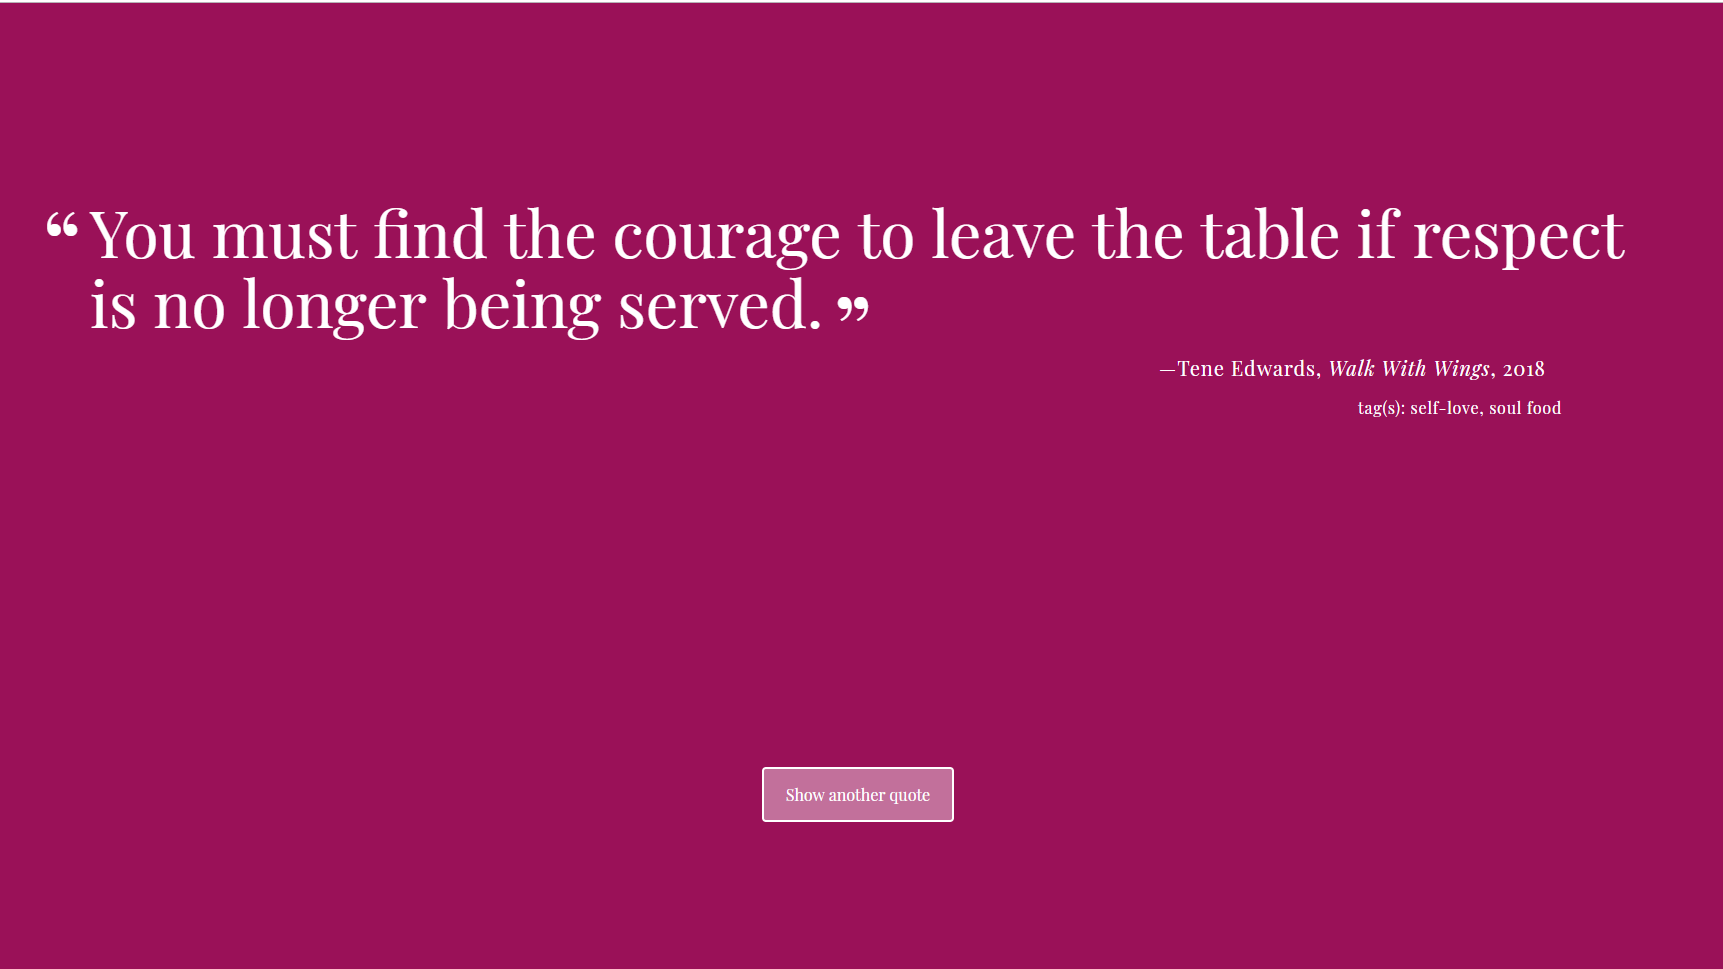 “You must find the courage to leave the table if respect
is no longer being served.”
—Tene Edwards, Walk With Wings, 2018
tag(s): self-love, soul food
Show another quote